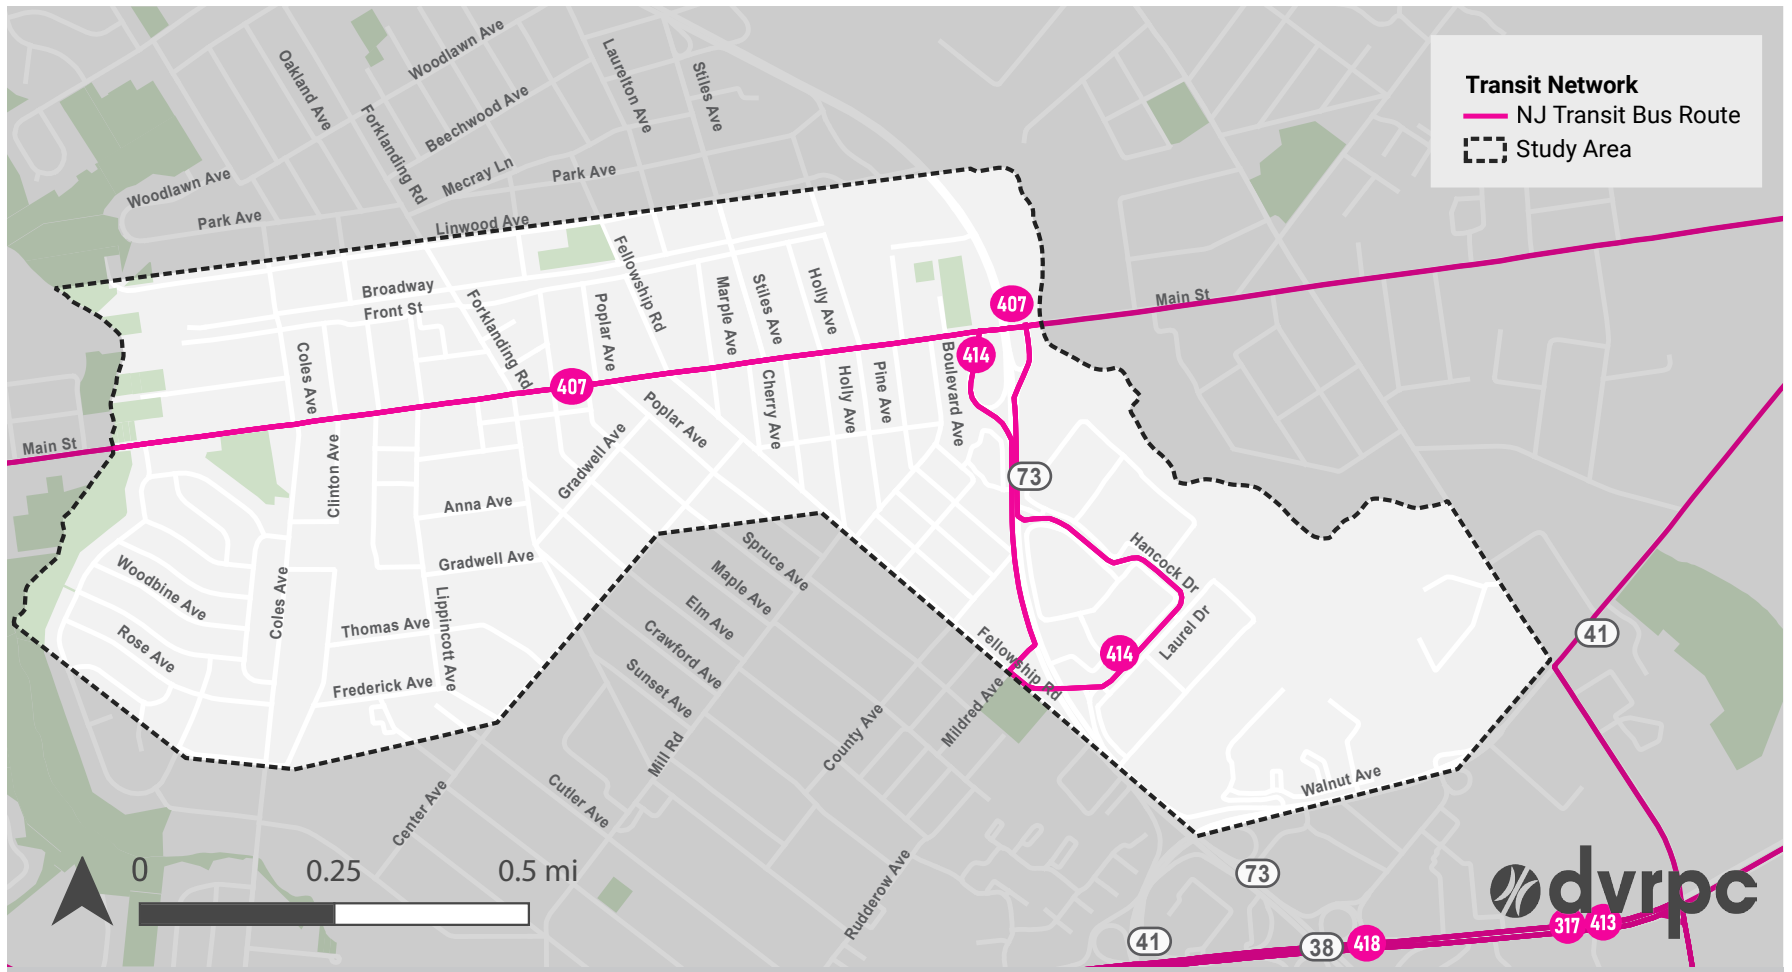 Transit Network
NJ Transit Bus Route
Study Area
Woodlawn Ave
Oakland Ave
Forklanding Rd
Beechwood Ave
Laurelton Ave
Stiles Ave
Mecray Ln
Park Ave
Woodlawn Ave
Park Ave
Linwood Ave
Broadway
Front St
Forklanding Rd
Poplar Ave
Fellowship Rd
Marple Ave
Stiles Ave
Holly Ave
407
Main St
414
407
Coles Ave
Cherry Ave
Holly Ave
Pine Ave
Boulevard Ave
Poplar Ave
Main St
Clinton Ave
Gradwell Ave
73
Anna Ave
Gradwell Ave
Spruce Ave
Maple Ave
Elm Ave
Crawford Ave
Sunset Ave
Hancock Dr
Laurel Dr
414
41
Woodbine Ave
Rose Ave
Coles Ave
Thomas Ave
Lippincott Ave
Frederick Ave
Fellowship Rd
Mildred Ave
County Ave
Mill Rd
Cutler Ave
Center Ave
Walnut Ave
Rudderow Ave
73
41
38
418
317
413
0
0.25
0.5 mi
dvrpc